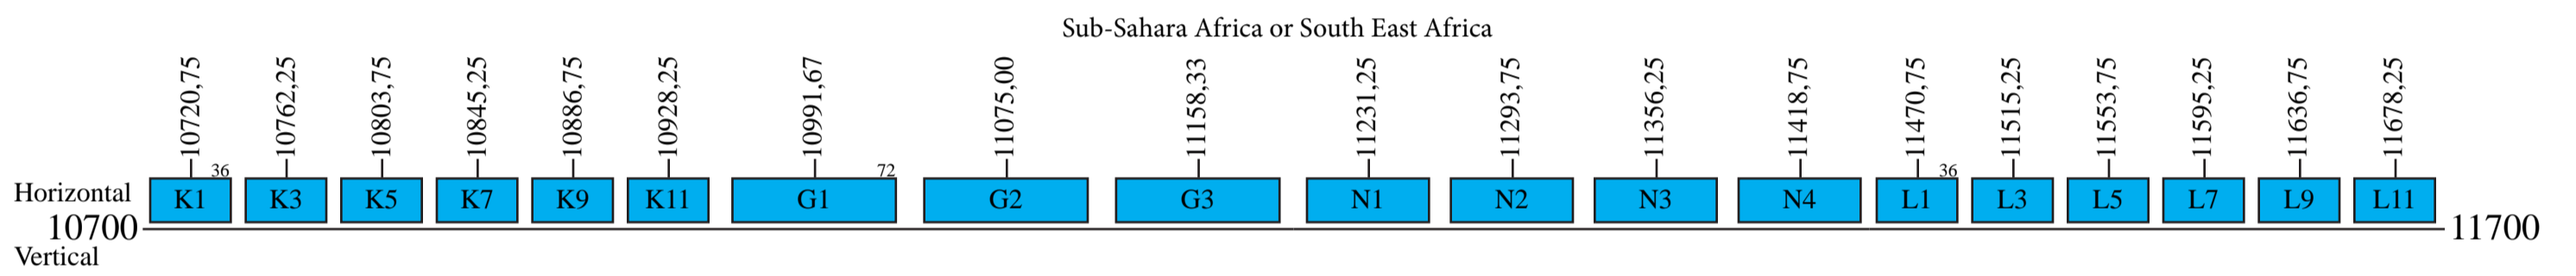 Sub-Sahara Africa or South East Africa
10720,75 10762,25 10803,75 10845,25 10886,75 10928,25 10991,67 11075,00 11158,33 11231,25 11293,75 11356,25 11418,75 11470,75 11515,25 11553,75 11595,25 11636,75 11678,25
36 72 36
Horizontal K1 K3 K5 K7 K9 K11 G1 G2 G3 N1 N2 N3 N4 L1 L3 L5 L7 L9 L11
10700 11700
Vertical